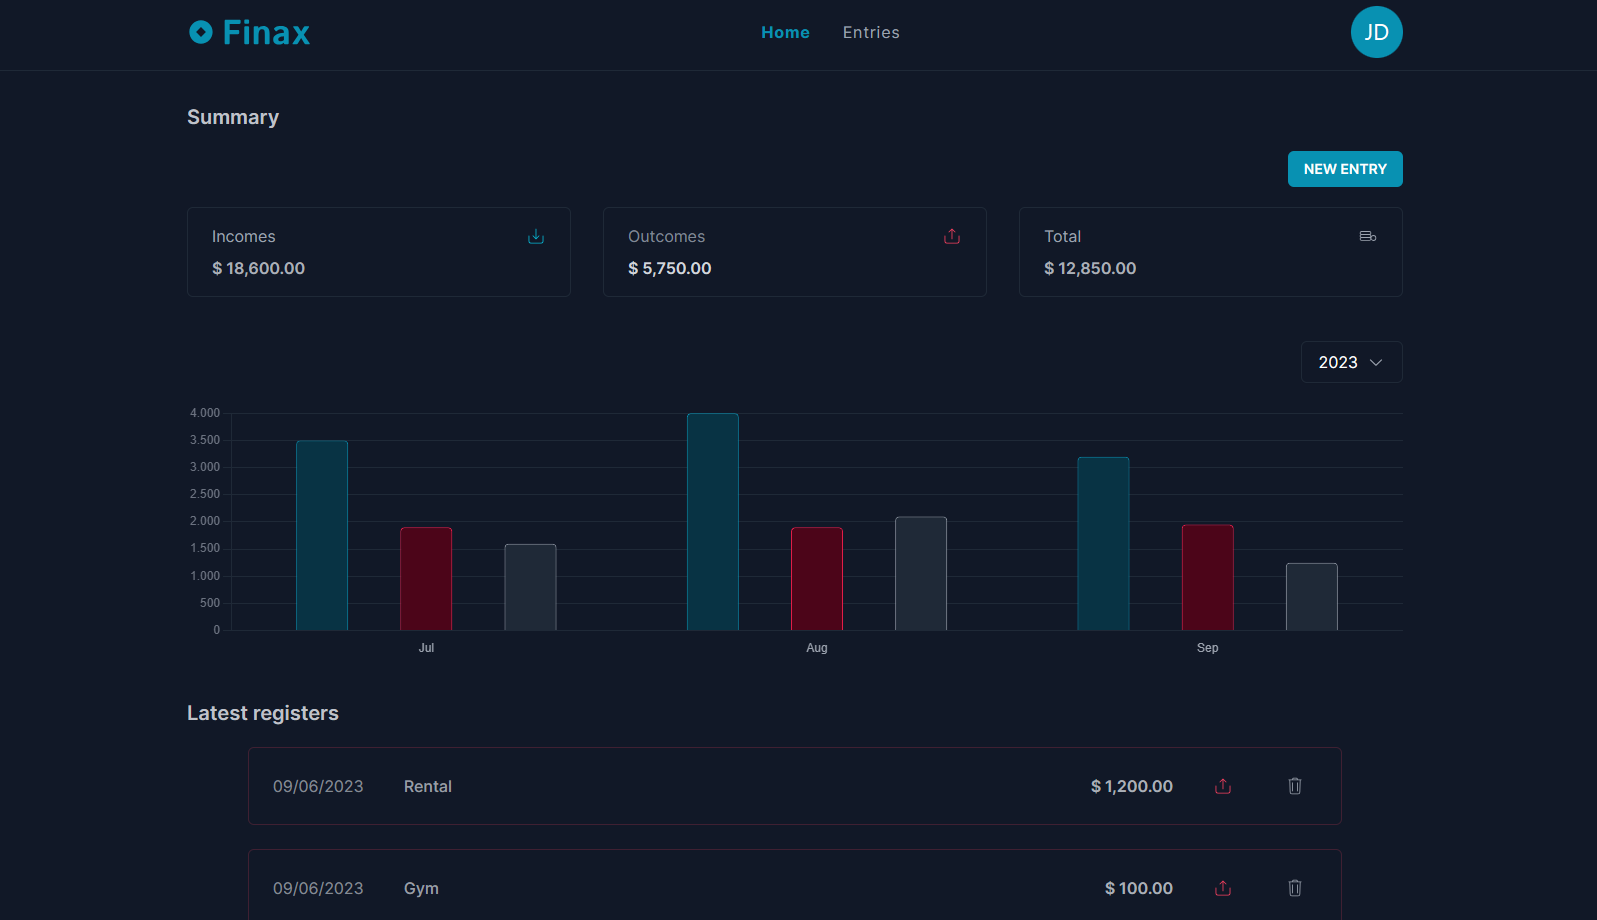 Finax
Home Entries
JD
Summary
NEW ENTRY
Incomes
$ 18,600.00
Outcomes
$ 5,750.00
Total
$ 12,850.00
2023
4.000
3.500
3.000
2.500
2.000
1.500
1.000
500
0
Jul Aug Sep
Latest registers
09/06/2023 Rental $ 1,200.00
09/06/2023 Gym $ 100.00